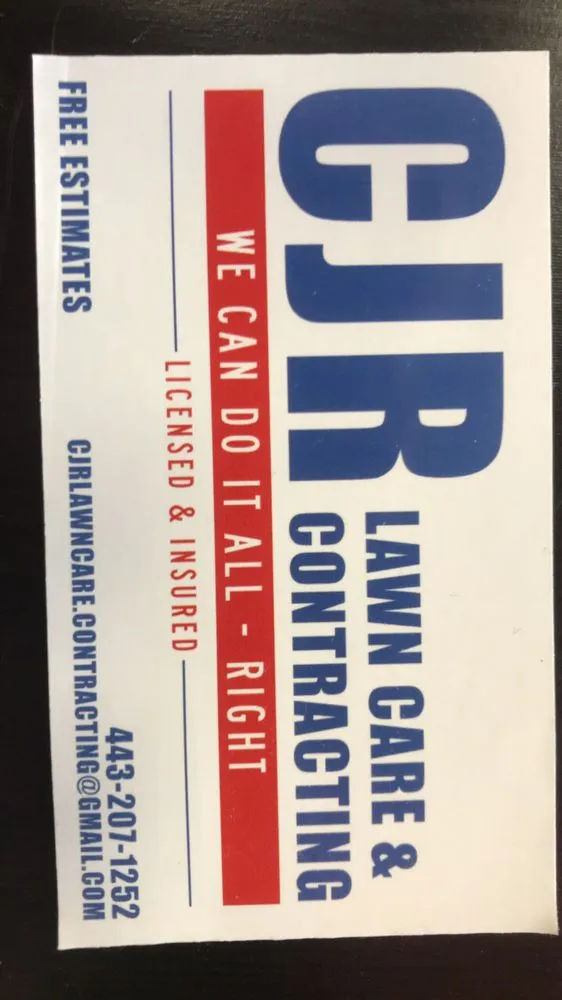 CJR
LAWN CARE &
CONTRACTING
WE CAN DO IT ALL - RIGHT
LICENSED & INSURED
443-207-1252
FREE ESTIMATES
CJRLAWNCARE.CONTRACTING@GMAIL.COM